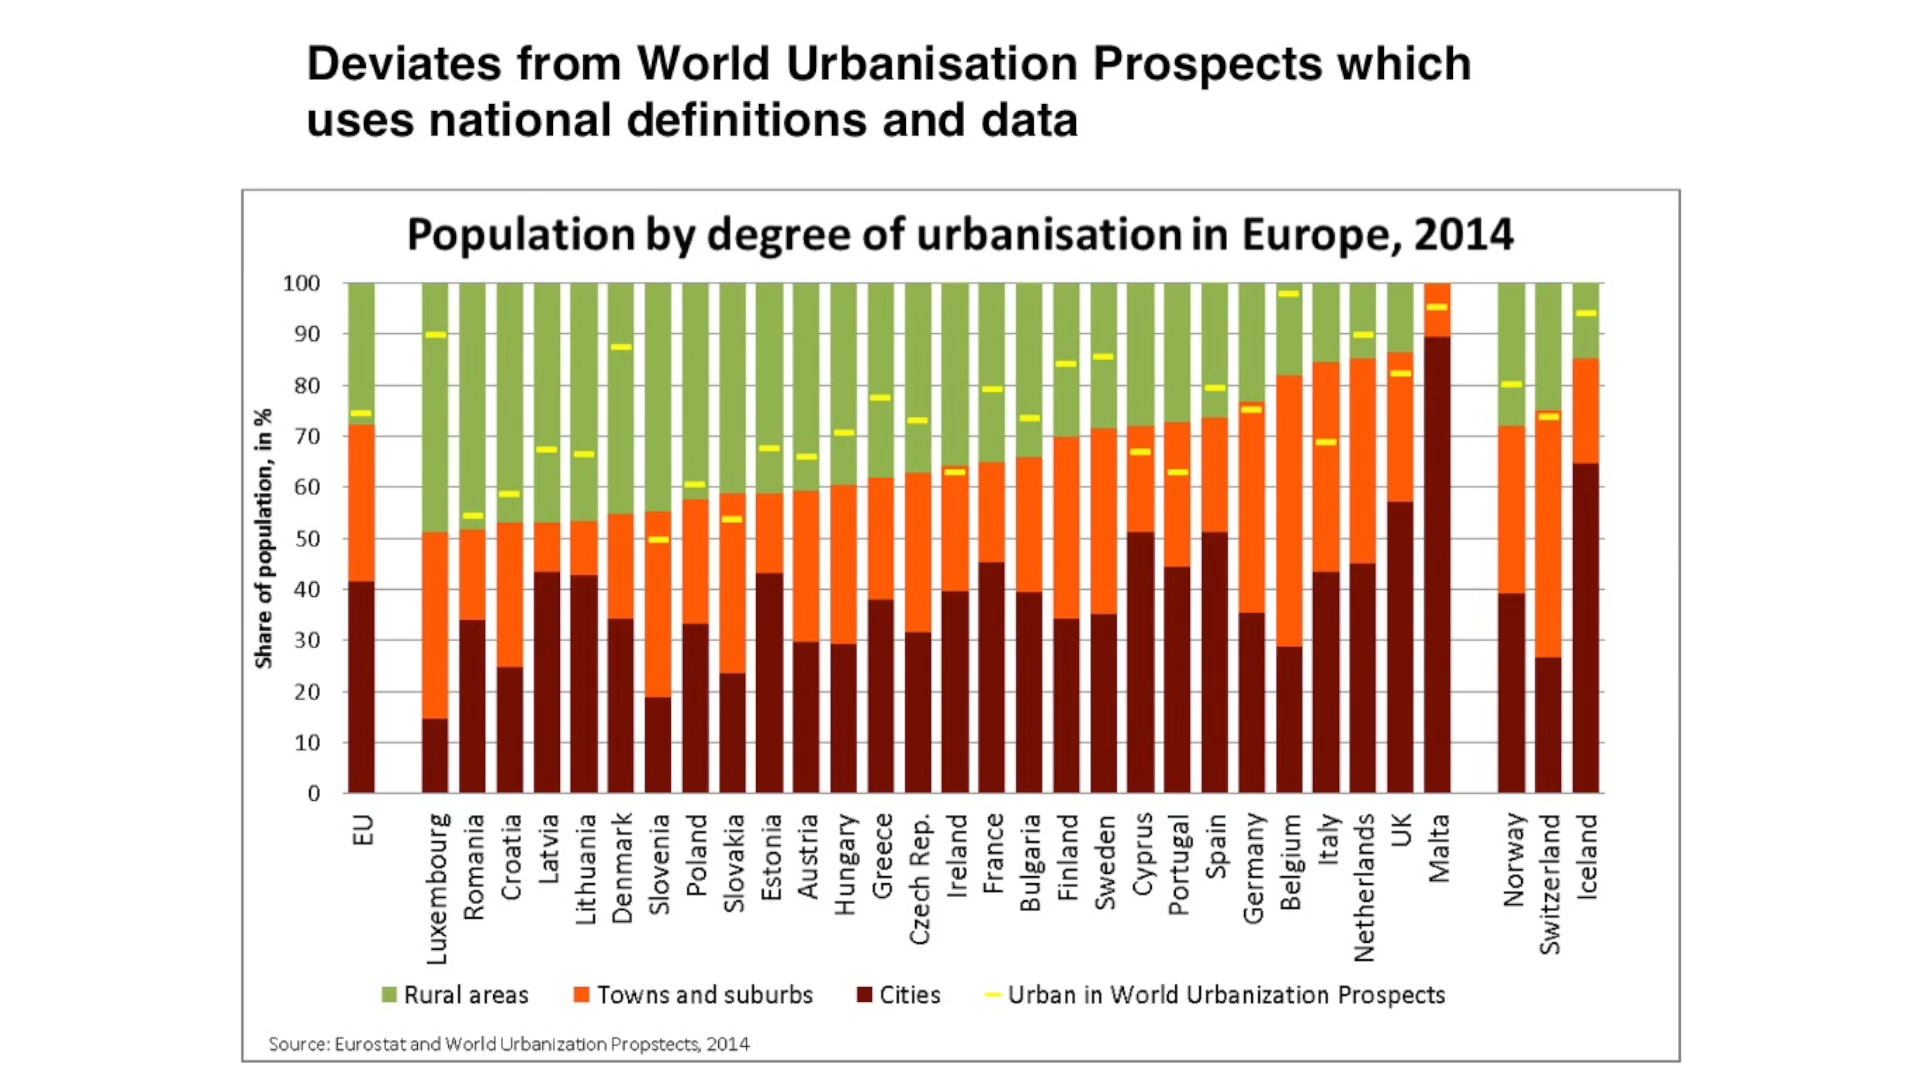 Deviates from World Urbanisation Prospects which
uses national definitions and data
Population by degree of urbanisation in Europe, 2014
Share of population, in %
100
90
80
70
60
50
40
30
20
10
0
EU
Luxembourg
Romania
Croatia
Latvia
Lithuania
Denmark
Slovenia
Poland
Slovakia
Estonia
Austria
Hungary
Greece
Czech Rep.
Ireland
France
Bulgaria
Finland
Sweden
Cyprus
Portugal
Spain
Germany
Belgium
Italy
Netherlands
UK
Malta
Norway
Switzerland
Iceland
Rural areas
Towns and suburbs
Cities
Urban in World Urbanization Prospects
Source: Eurostat and World Urbanization Propstects, 2014